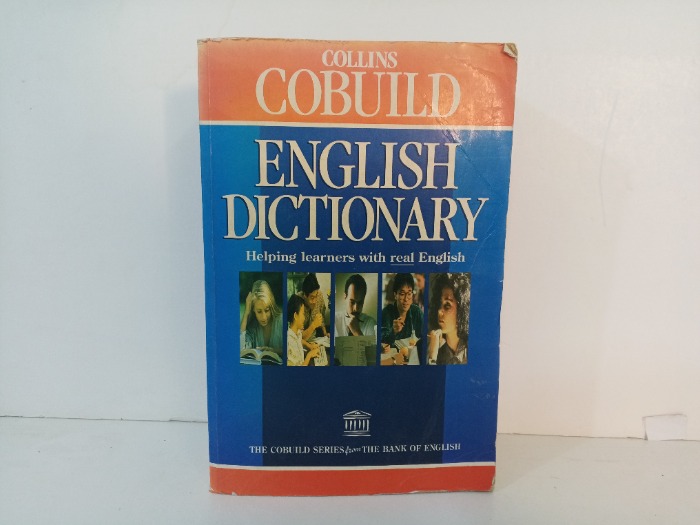 COLLINS
COBUILD
ENGLISH
DICTIONARY
Helping learners with real English
THE COBUILD SERIES from THE BANK OF ENGLISH